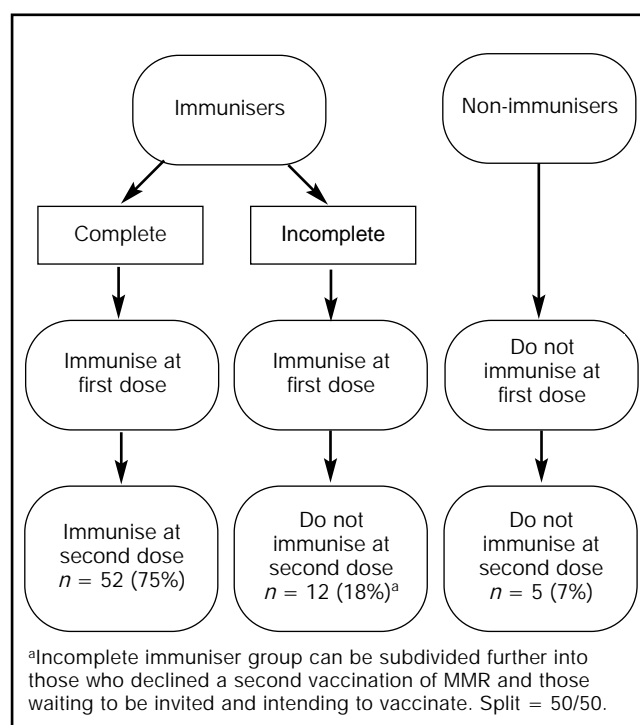 Immunisers
Non-immunisers
Complete
Incomplete
Immunise at
first dose
Immunise at
first dose
Do not
immunise at
first dose
Immunise at
second dose
n = 52 (75%)
Do not
immunise at
second dose
n = 12 (18%)ᵃ
Do not
immunise at
second dose
n = 5 (7%)
ᵃIncomplete immuniser group can be subdivided further into
those who declined a second vaccination of MMR and those
waiting to be invited and intending to vaccinate. Split = 50/50.